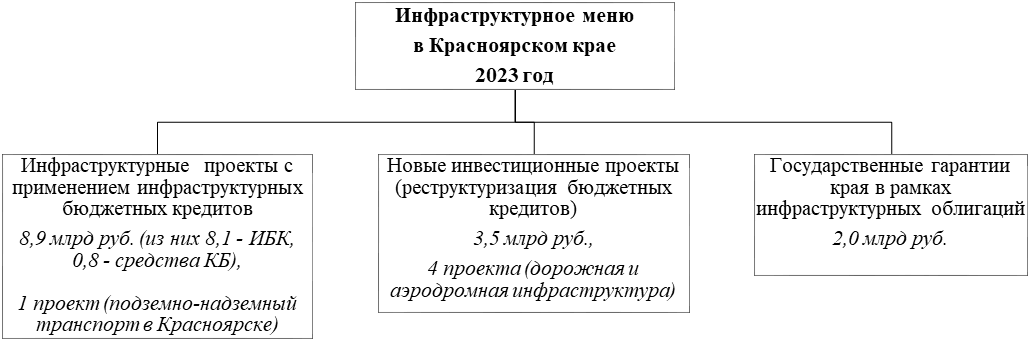 Инфраструктурное меню
в Красноярском крае
2023 год
Инфраструктурные проекты с
применением инфраструктурных
бюджетных кредитов
8,9 млрд руб. (из них 8,1 - ИБК,
0,8 - средства КБ),
1 проект (подземно-надземный
транспорт в Красноярске)
Новые инвестиционные проекты
(реструктуризация бюджетных
кредитов)
3,5 млрд руб.,
4 проекта (дорожная и
аэродромная инфраструктура)
Государственные гарантии
края в рамках
инфраструктурных облигаций
2,0 млрд руб.